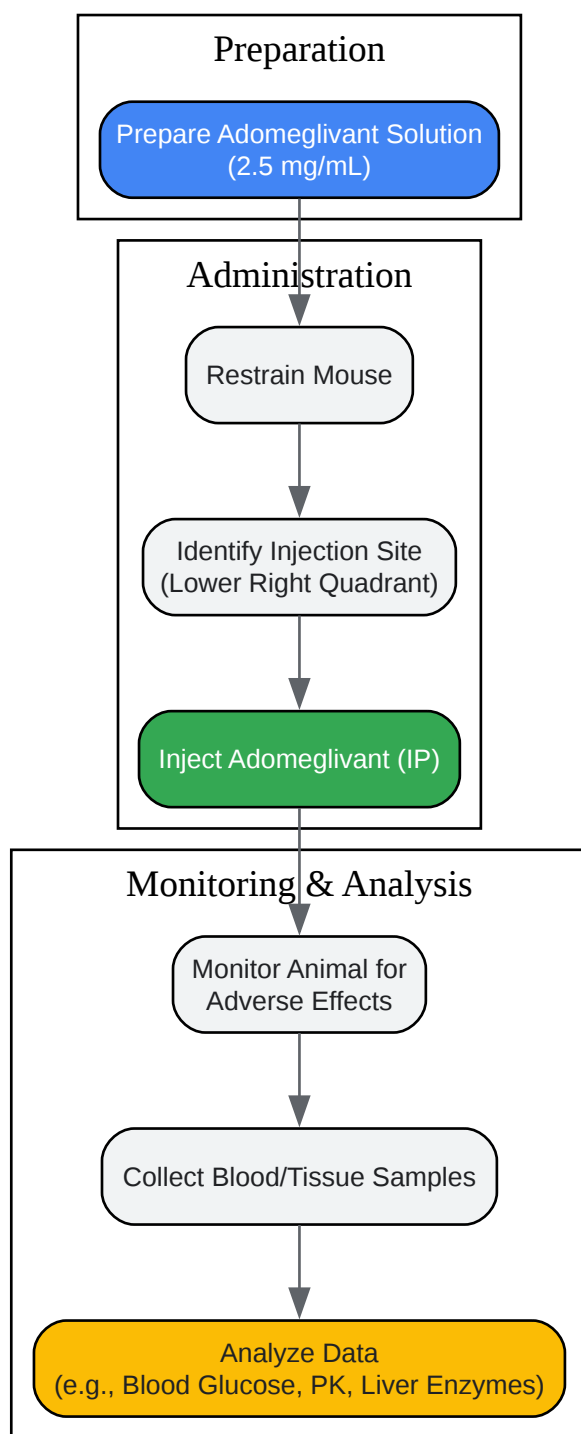 Preparation
Prepare Adomeglivant Solution
(2.5 mg/mL)
Administration
Restrain Mouse
Identify Injection Site
(Lower Right Quadrant)
Inject Adomeglivant (IP)
Monitoring & Analysis
Monitor Animal for
Adverse Effects
Collect Blood/Tissue Samples
Analyze Data
(e.g., Blood Glucose, PK, Liver Enzymes)